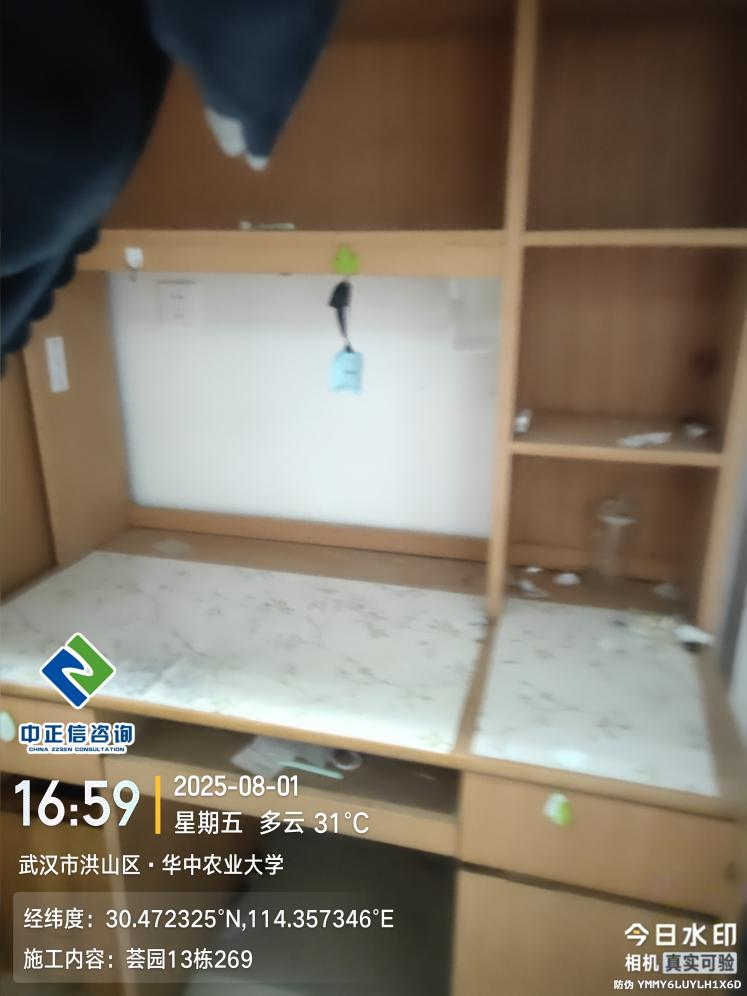 中正信咨询
CHINA ZZSEN CONSULTATION
16:59
2025-08-01
星期五 多云 31°C
武汉市洪山区·华中农业大学
经纬度：30.472325°N,114.357346°E
施工内容：荟园13栋269
今日水印
相机 真实可验
防伪 YMMY6LUYLH1X6D